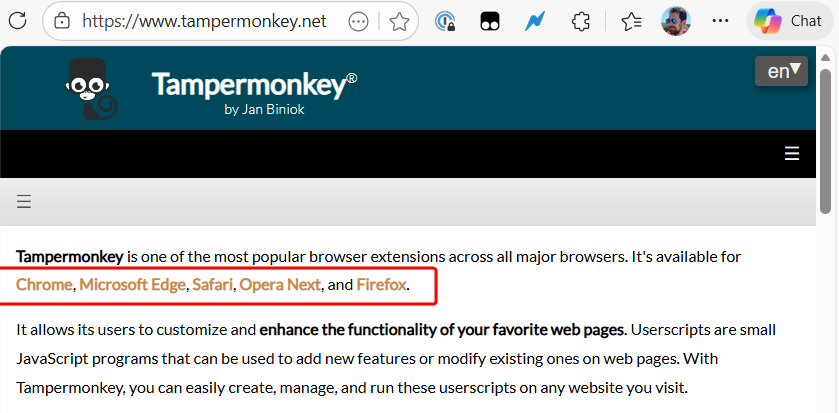 https://www.tampermonkey.net
Chat
Tampermonkey®
by Jan Biniok
en
Tampermonkey is one of the most popular browser extensions across all major browsers. It's available for
Chrome, Microsoft Edge, Safari, Opera Next, and Firefox.
It allows its users to customize and enhance the functionality of your favorite web pages. Userscripts are small
JavaScript programs that can be used to add new features or modify existing ones on web pages. With
Tampermonkey, you can easily create, manage, and run these userscripts on any website you visit.